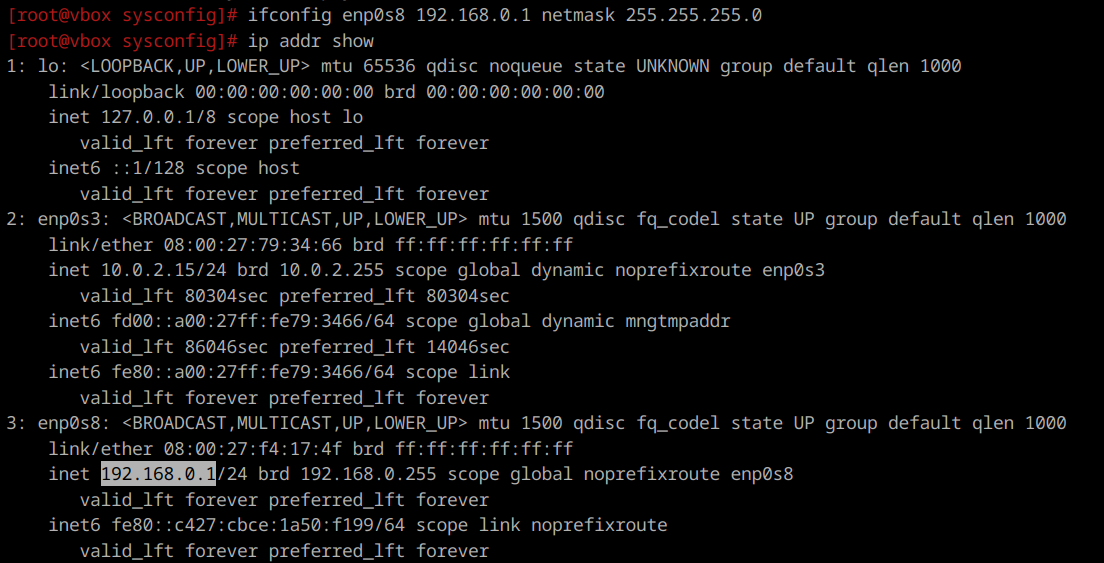 [root@vbox sysconfig]# ifconfig enp0s8 192.168.0.1 netmask 255.255.255.0
[root@vbox sysconfig]# ip addr show
1: lo: <LOOPBACK,UP,LOWER_UP> mtu 65536 qdisc noqueue state UNKNOWN group default qlen 1000
    link/loopback 00:00:00:00:00:00 brd 00:00:00:00:00:00
    inet 127.0.0.1/8 scope host lo
       valid_lft forever preferred_lft forever
    inet6 ::1/128 scope host
       valid_lft forever preferred_lft forever
2: enp0s3: <BROADCAST,MULTICAST,UP,LOWER_UP> mtu 1500 qdisc fq_codel state UP group default qlen 1000
    link/ether 08:00:27:79:34:66 brd ff:ff:ff:ff:ff:ff
    inet 10.0.2.15/24 brd 10.0.2.255 scope global dynamic noprefixroute enp0s3
       valid_lft 80304sec preferred_lft 80304sec
    inet6 fd00::a00:27ff:fe79:3466/64 scope global dynamic mngtmpaddr
       valid_lft 86046sec preferred_lft 14046sec
    inet6 fe80::a00:27ff:fe79:3466/64 scope link
       valid_lft forever preferred_lft forever
3: enp0s8: <BROADCAST,MULTICAST,UP,LOWER_UP> mtu 1500 qdisc fq_codel state UP group default qlen 1000
    link/ether 08:00:27:f4:17:4f brd ff:ff:ff:ff:ff:ff
    inet 192.168.0.1/24 brd 192.168.0.255 scope global noprefixroute enp0s8
       valid_lft forever preferred_lft forever
    inet6 fe80::c427:cbce:1a50:f199/64 scope link noprefixroute
       valid_lft forever preferred_lft forever